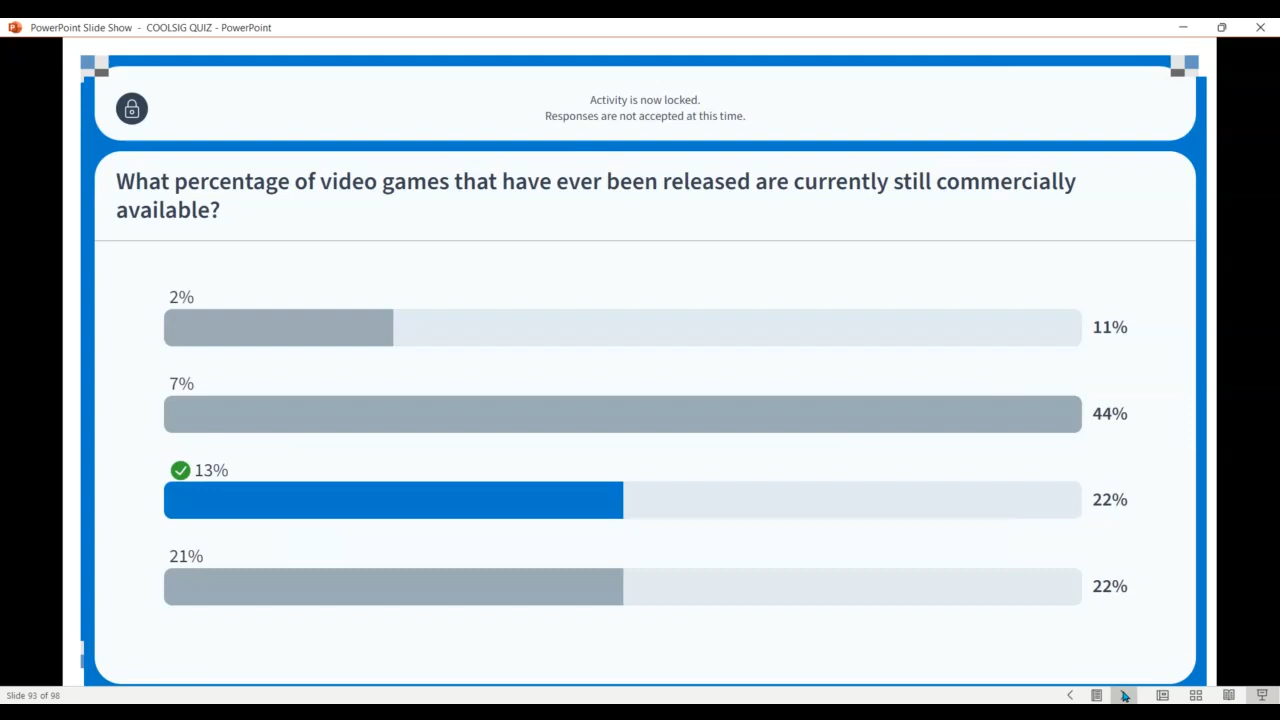 PowerPoint Slide Show - COOLSIG QUIZ - PowerPoint
Activity is now locked.
Responses are not accepted at this time.
What percentage of video games that have ever been released are currently still commercially
available?
2%
11%
7%
44%
13%
22%
21%
22%
Slide 93 of 98